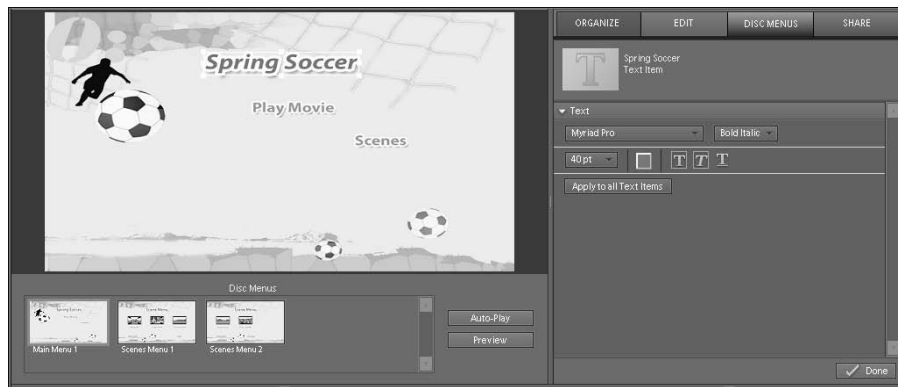 Spring Soccer
Play Movie
Scenes
Disc Menus
Main Menu 1
Scenes Menu 1
Scenes Menu 2
Auto-Play
Preview
ORGANIZE
EDIT
DISC MENUS
SHARE
T
Spring Soccer
Text Item
Text
Myriad Pro
Bold Italic
40 pt
T T T
Apply to all Text Items
Done